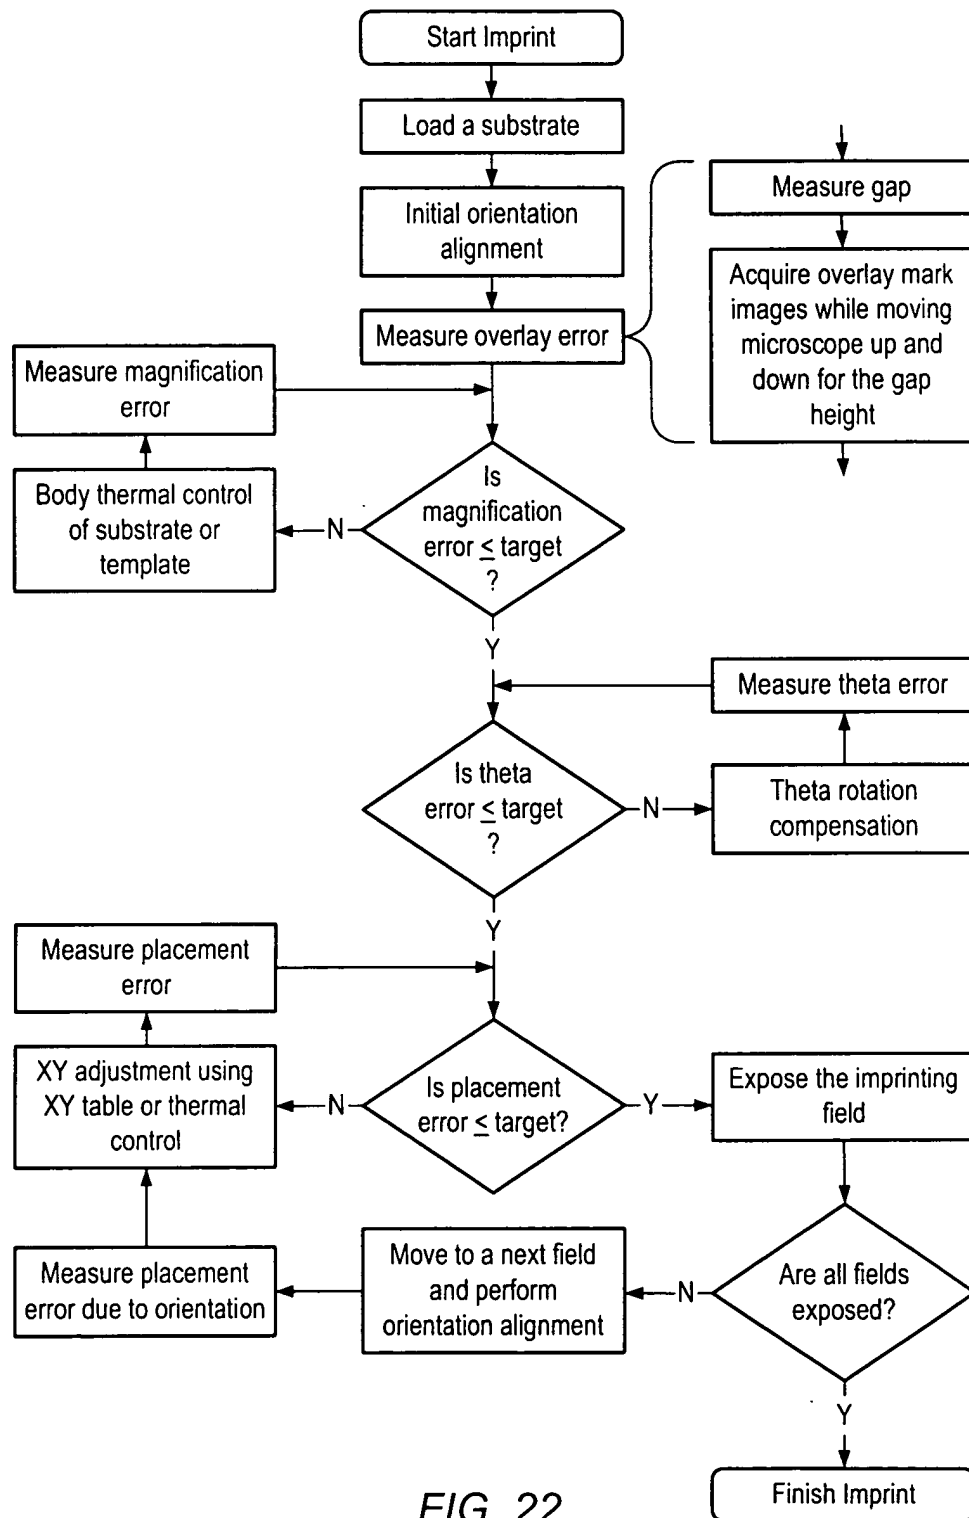 Start Imprint
Load a substrate
Initial orientation
alignment
Measure overlay error
Measure gap
Acquire overlay mark
images while moving
microscope up and
down for the gap
height
Measure magnification
error
Body thermal control
of substrate or
template
N
Is
magnification
error ≤ target
?
Y
Measure theta error
Is theta
error ≤ target
?
N
Theta rotation
compensation
Y
Measure placement
error
XY adjustment using
XY table or thermal
control
N
Is placement
error ≤ target?
Y
Expose the imprinting
field
Measure placement
error due to orientation
Move to a next field
and perform
orientation alignment
N
Are all fields
exposed?
Y
Finish Imprint
FIG. 22